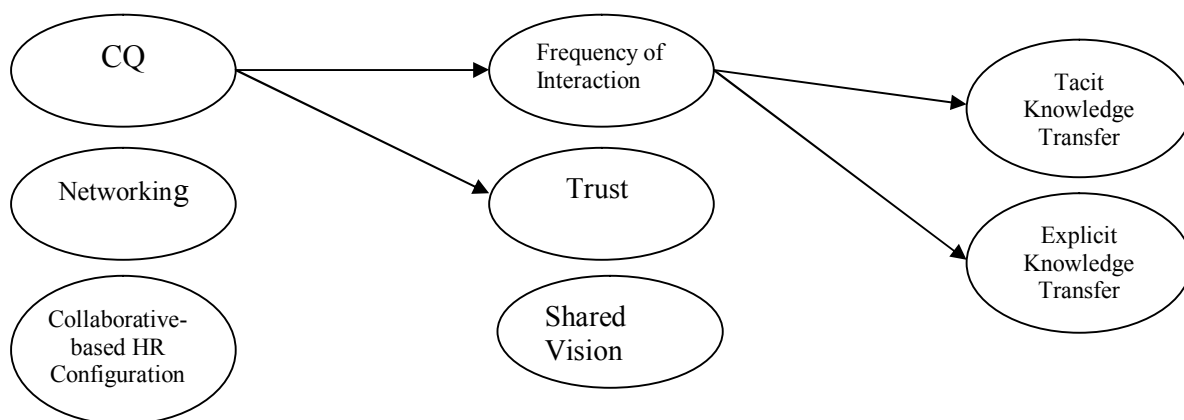 CQ
Networking
Collaborative-
based HR
Configuration
Frequency of
Interaction
Trust
Shared
Vision
Tacit
Knowledge
Transfer
Explicit
Knowledge
Transfer